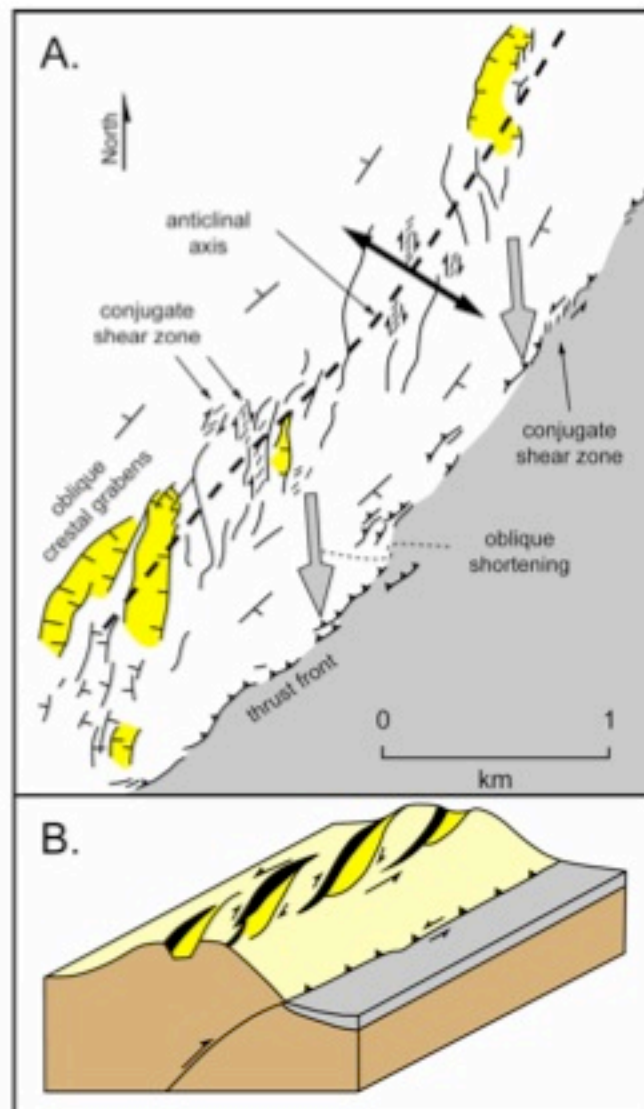 A.
North
anticlinal
axis
conjugate
shear zone
oblique
crestal grabens
conjugate
shear zone
oblique
shortening
thrust front
0
1
km
B.